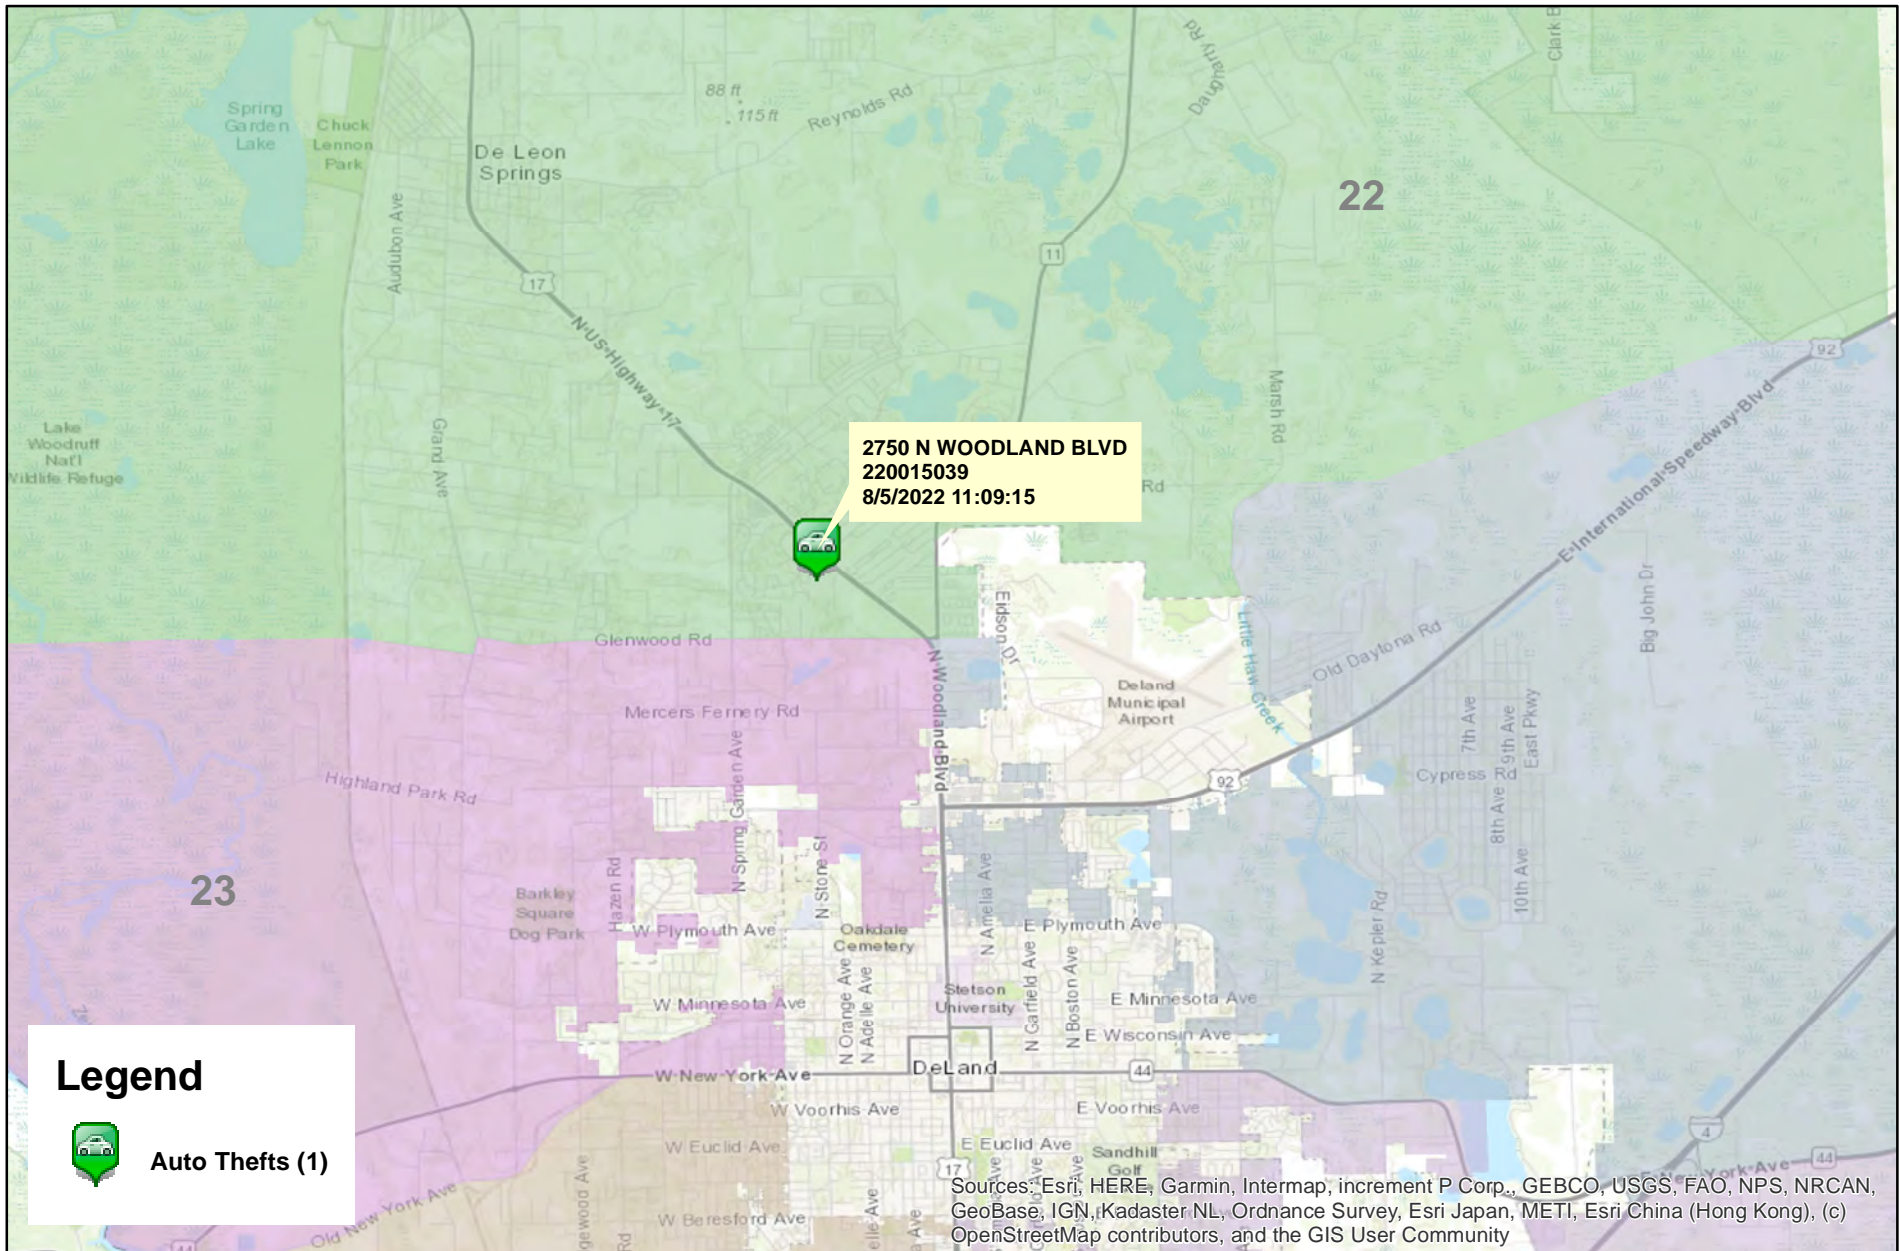 Spring
Garden
Lake
Chuck
Lennon
Park
De Leon
Springs
88 ft
115 ft
Reynolds Rd
Daugharty Rd
22
Audubon Ave
17
11
N US Highway 17
92
Lake
Woodruff
Nat'l
Wildlife Refuge
Grand Ave
Marsh Rd
E International Speedway Blvd
2750 N WOODLAND BLVD
220015039
8/5/2022 11:09:15
Rd
Eidson Dr
Little Haw Creek
Big John Dr
Glenwood Rd
N Woodland Blvd
Old Daytona Rd
Deland
Municipal
Airport
Mercers Fernery Rd
7th Ave
9th Ave
East Pkwy
Highland Park Rd
92
Cypress Rd
8th Ave
N Spring Garden Ave
N Stone St
23
Hazen Rd
Barkley
Square
Dog Park
W Plymouth Ave
Oakdale
Cemetery
N Amelia Ave
E Plymouth Ave
10th Ave
N Kepler Rd
N Orange Ave
N Adelle Ave
Stetson
University
N Garfield Ave
N Boston Ave
W Minnesota Ave
E Minnesota Ave
E Wisconsin Ave
DeLand
W New York Ave
44
W Voorhis Ave
E Voorhis Ave
W Euclid Ave
E Euclid Ave
Sandhill
Golf
17
4
E New York Ave
44
Legend
Auto Thefts (1)
Old New York Ave
44
W Beresford Ave
Rd
Sources: Esri, HERE, Garmin, Intermap, increment P Corp., GEBCO, USGS, FAO, NPS, NRCAN,
GeoBase, IGN, Kadaster NL, Ordnance Survey, Esri Japan, METI, Esri China (Hong Kong), (c)
OpenStreetMap contributors, and the GIS User Community